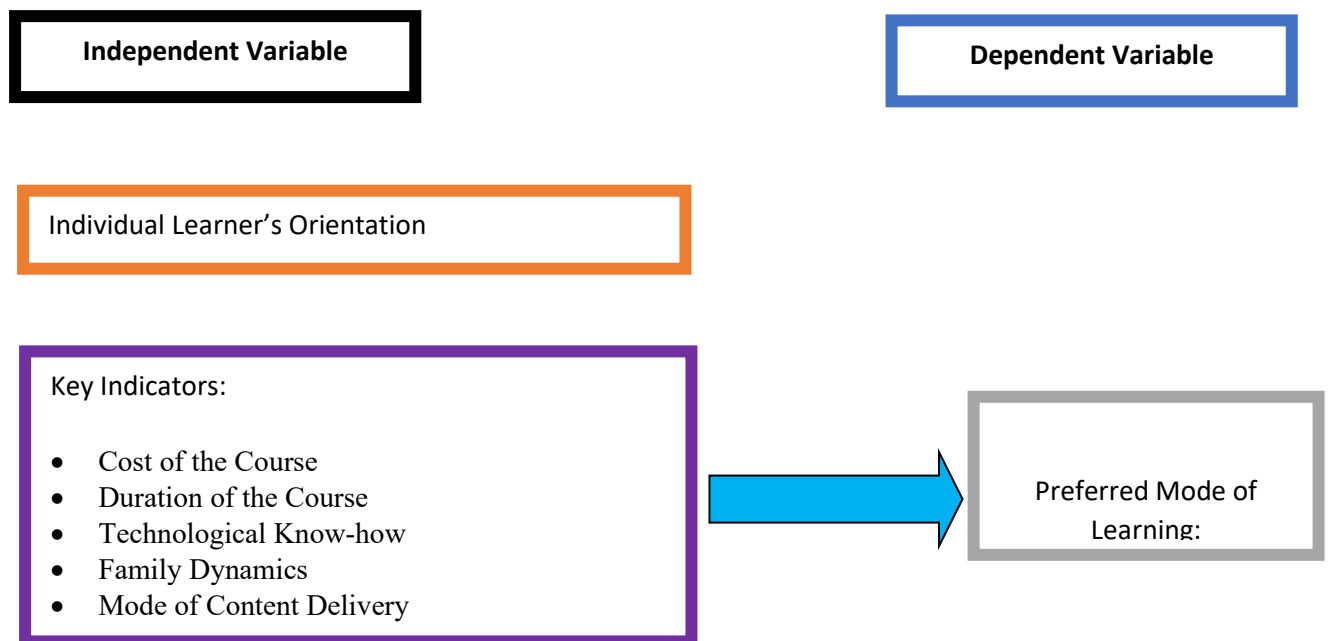 Independent Variable
Dependent Variable
Individual Learner’s Orientation
Key Indicators:
• Cost of the Course
• Duration of the Course
• Technological Know-how
• Family Dynamics
• Mode of Content Delivery
Preferred Mode of
Learning: